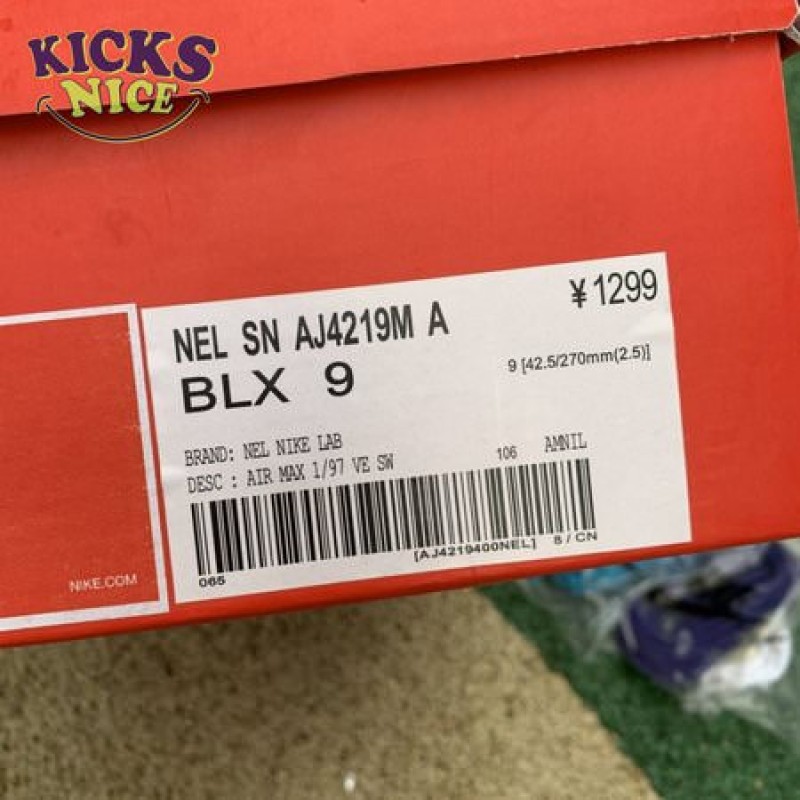 KICKS
NICE
¥1299
NEL SN AJ4219M A
BLX 9
9 [42.5/270mm(2.5)]
BRAND: NEL NIKE LAB
DESC : AIR MAX 1/97 VE SW
106 AMNIL
[AJ4219400NEL] S/CN
065
NIKE.COM